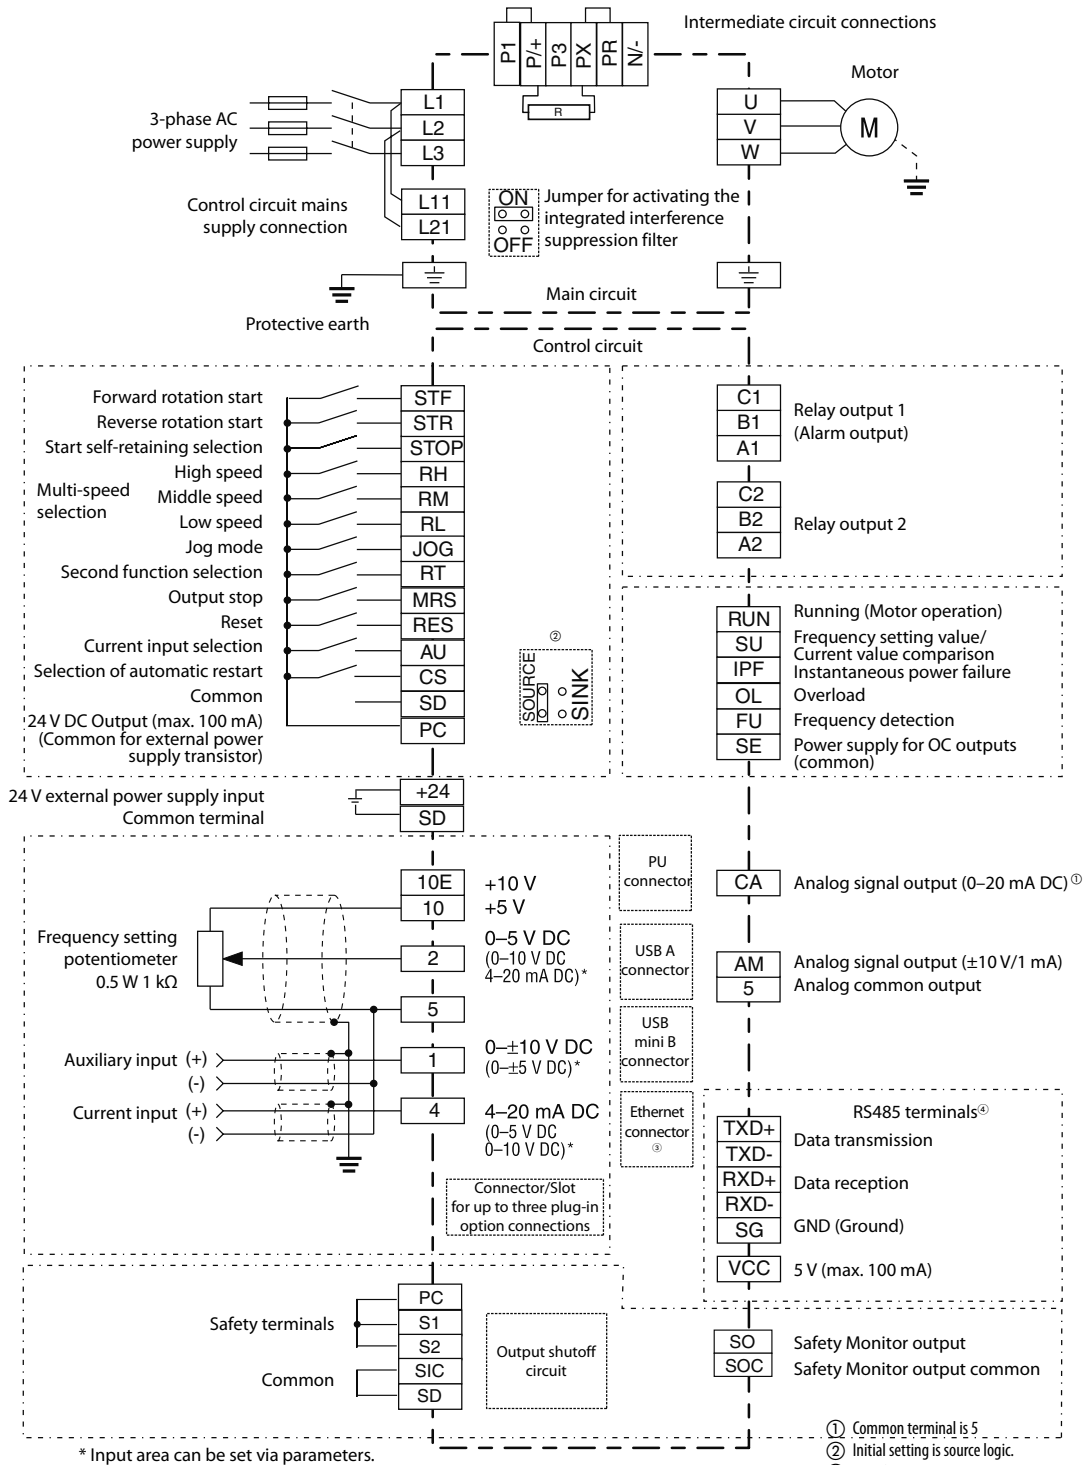 Intermediate circuit connections
P1
P/+
P3
PX
PR
N/-
R
Motor
M
3-phase AC
power supply
L1
L2
L3
U
V
W
Control circuit mains
supply connection
L11
L21
ON
OFF
Jumper for activating the
integrated interference
suppression filter
Protective earth
Main circuit
Control circuit
Forward rotation start
STF
Reverse rotation start
STR
Start self-retaining selection
STOP
Multi-speed
selection
High speed
RH
Middle speed
RM
Low speed
RL
Jog mode
JOG
Second function selection
RT
Output stop
MRS
Reset
RES
Current input selection
AU
Selection of automatic restart
CS
Common
SD
24 V DC Output (max. 100 mA)
(Common for external power
supply transistor)
PC
②
SOURCE
SINK
C1
B1
A1
Relay output 1
(Alarm output)
C2
B2
A2
Relay output 2
RUN
Running (Motor operation)
SU
Frequency setting value/
Current value comparison
IPF
Instantaneous power failure
OL
Overload
FU
Frequency detection
SE
Power supply for OC outputs
(common)
24 V external power supply input
+24
Common terminal
SD
10E
+10 V
10
+5 V
Frequency setting
potentiometer
0.5 W 1 kΩ
2
0–5 V DC
(0–10 V DC
4–20 mA DC)*
5
Auxiliary input (+)
(-)
1
0–±10 V DC
(0–±5 V DC)*
Current input (+)
(-)
4
4–20 mA DC
(0–5 V DC
0–10 V DC)*
Connector/Slot
for up to three plug-in
option connections
PU
connector
USB A
connector
USB
mini B
connector
Ethernet
connector
③
CA
Analog signal output (0–20 mA DC)①
AM
Analog signal output (±10 V/1 mA)
5
Analog common output
RS485 terminals④
TXD+
TXD-
Data transmission
RXD+
RXD-
Data reception
SG
GND (Ground)
VCC
5 V (max. 100 mA)
Safety terminals
PC
S1
S2
Common
SIC
SD
Output shutoff
circuit
SO
Safety Monitor output
SOC
Safety Monitor output common
* Input area can be set via parameters.
① Common terminal is 5
② Initial setting is source logic.